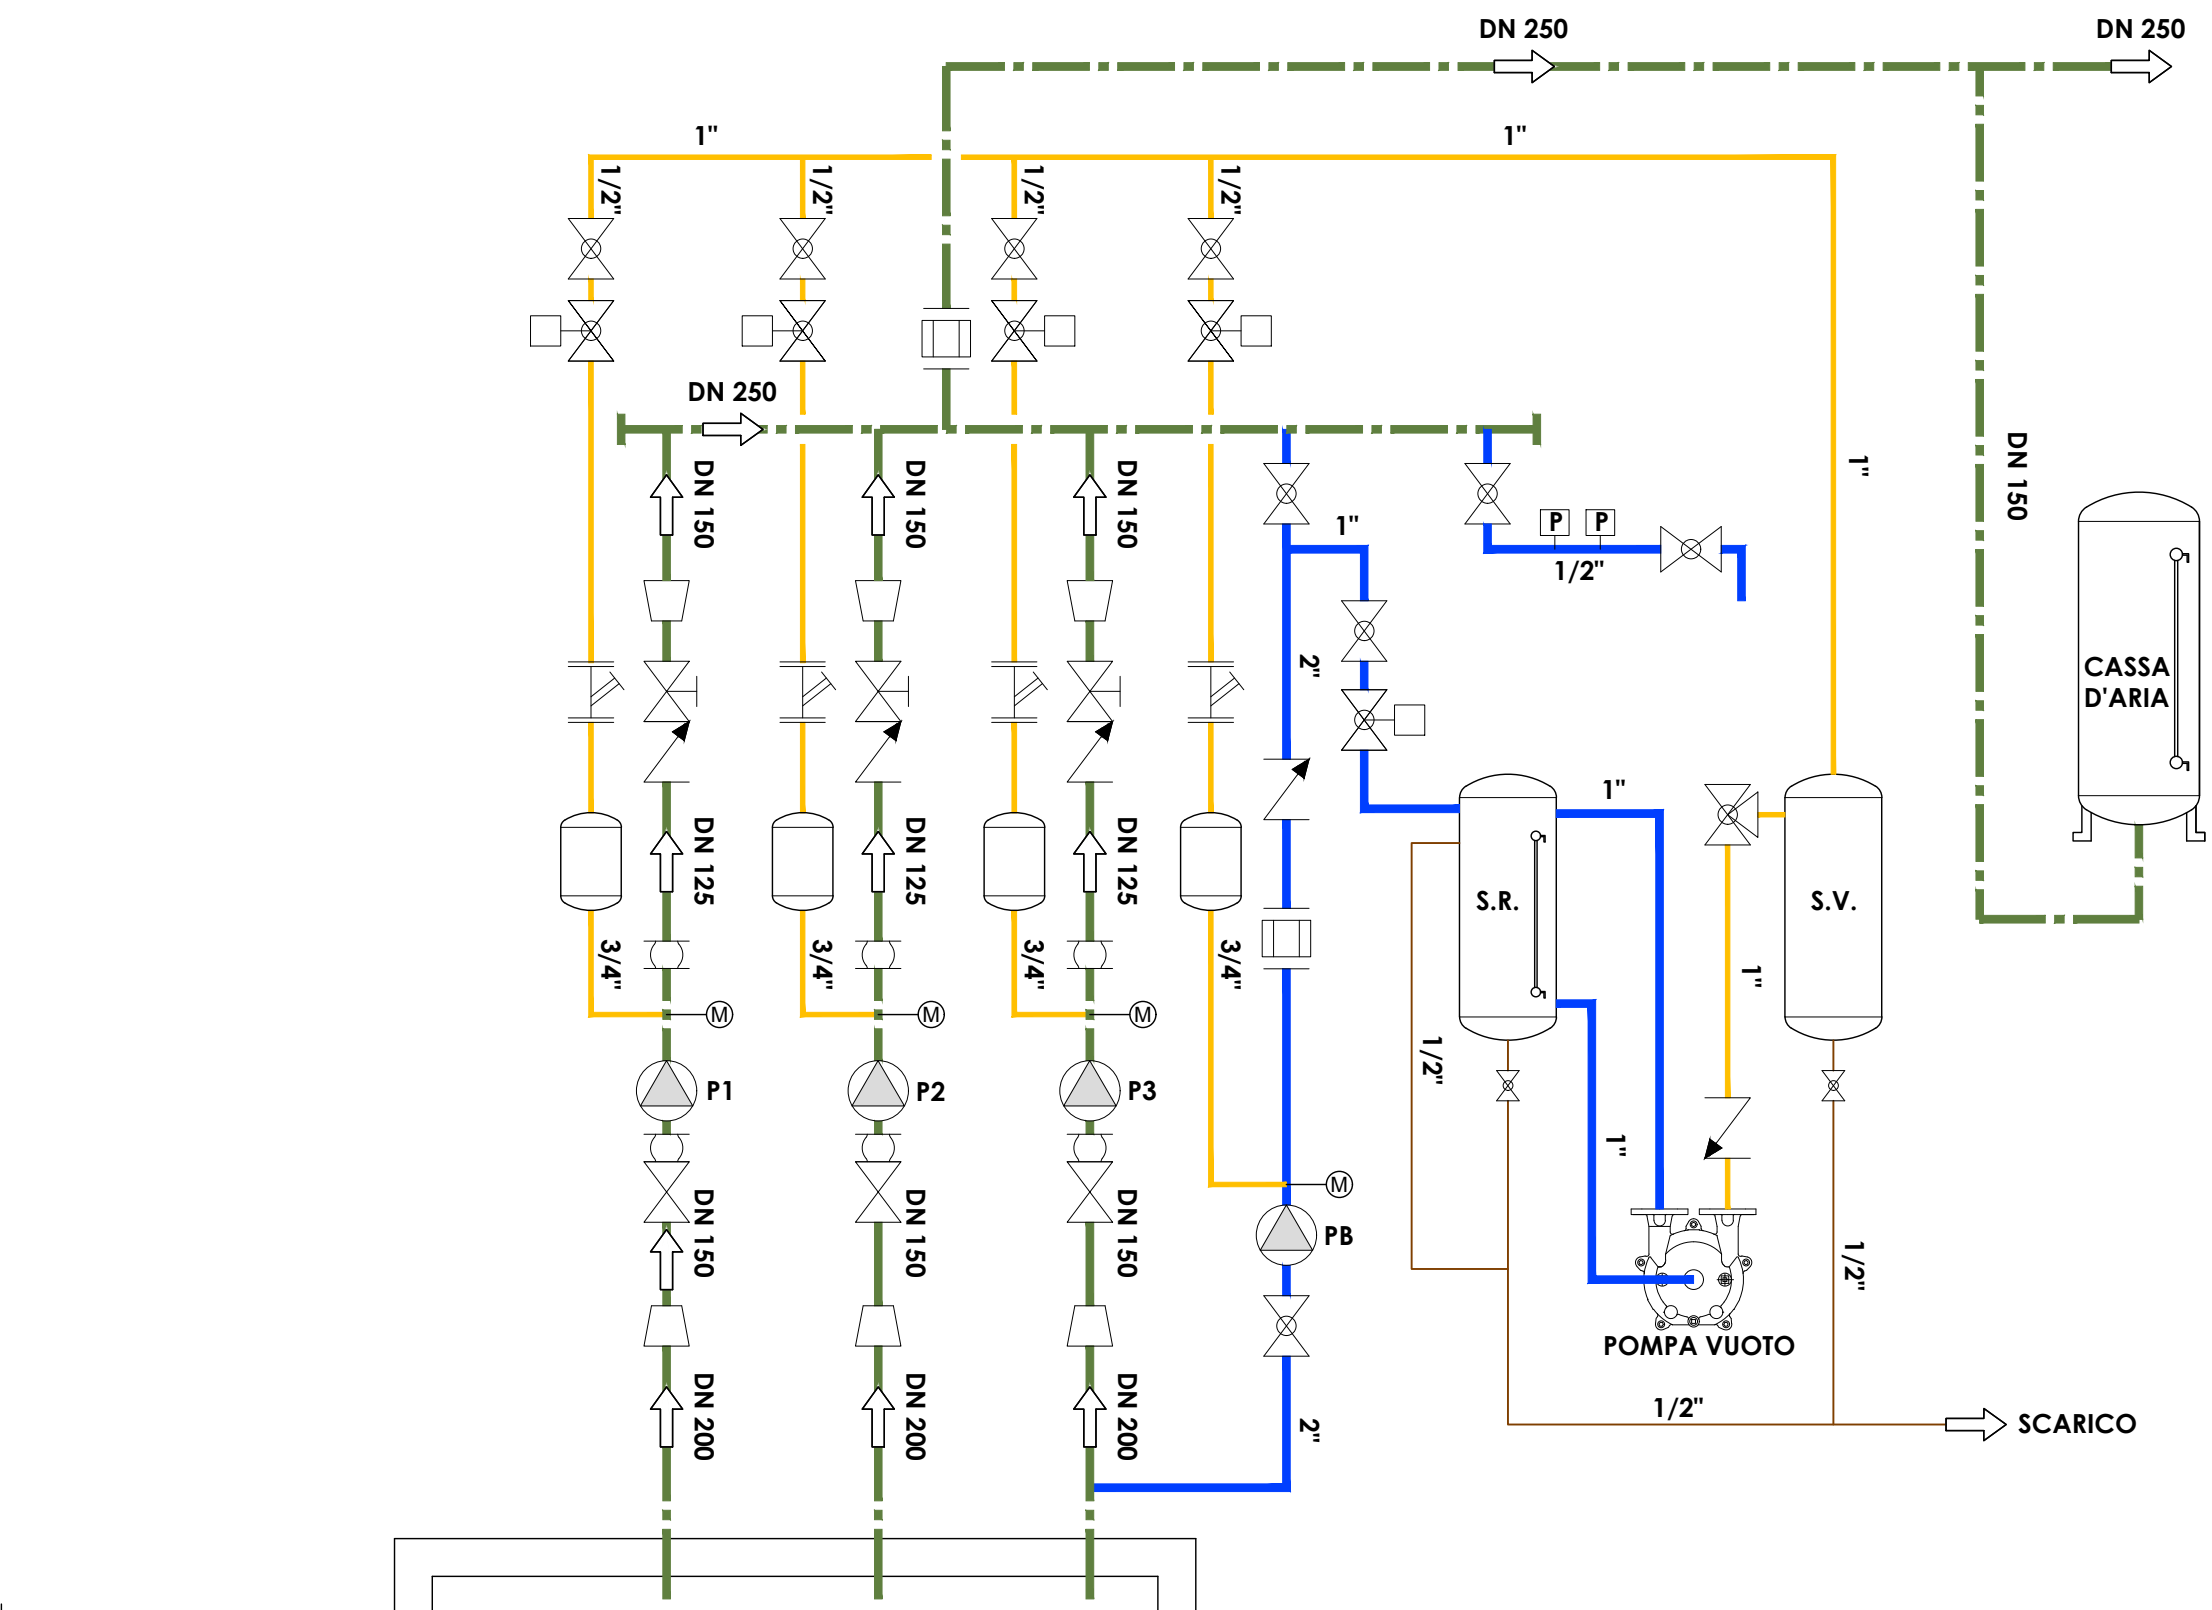 DN 250
DN 250
1"
1"
1/2"
1/2"
1/2"
1/2"
DN 250
1"
DN 150
DN 150
DN 150
DN 150
1"
P
P
1/2"
2"
CASSA
D'ARIA
1"
DN 125
DN 125
DN 125
S.R.
S.V.
3/4"
3/4"
3/4"
3/4"
1"
M
M
M
1/2"
P1
P2
P3
1"
M
DN 150
DN 150
DN 150
PB
1/2"
POMPA VUOTO
DN 200
DN 200
DN 200
2"
1/2"
SCARICO